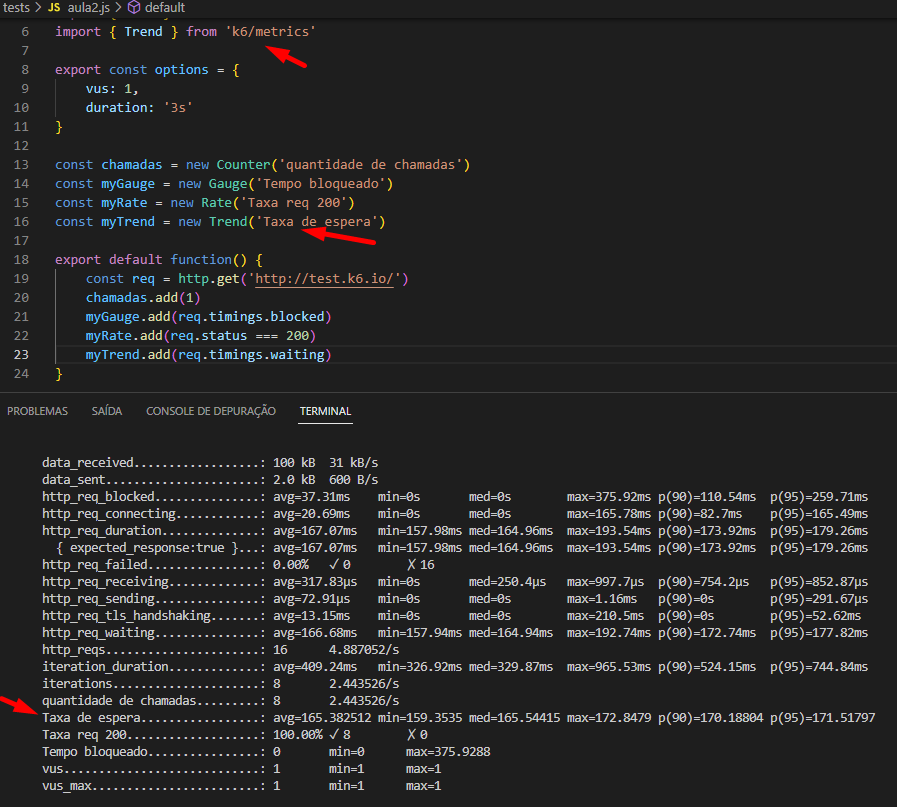 tests > JS aula2.js > default
6 import { Trend } from 'k6/metrics'
7
8 export const options = {
9 vus: 1,
10 duration: '3s'
11 }
12
13 const chamadas = new Counter('quantidade de chamadas')
14 const myGauge = new Gauge('Tempo bloqueado')
15 const myRate = new Rate('Taxa req 200')
16 const myTrend = new Trend('Taxa de espera')
17
18 export default function() {
19 const req = http.get('http://test.k6.io/')
20 chamadas.add(1)
21 myGauge.add(req.timings.blocked)
22 myRate.add(req.status === 200)
23 myTrend.add(req.timings.waiting)
24 }
PROBLEMAS SAÍDA CONSOLE DE DEPURAÇÃO TERMINAL
data_received..................: 100 kB 31 kB/s
data_sent......................: 2.0 kB 600 B/s
http_req_blocked...............: avg=37.31ms min=0s med=0s max=375.92ms p(90)=110.54ms p(95)=259.71ms
http_req_connecting............: avg=20.69ms min=0s med=0s max=165.78ms p(90)=82.7ms p(95)=165.49ms
http_req_duration..............: avg=167.07ms min=157.98ms med=164.96ms max=193.54ms p(90)=173.92ms p(95)=179.26ms
{ expected_response:true }...: avg=167.07ms min=157.98ms med=164.96ms max=193.54ms p(90)=173.92ms p(95)=179.26ms
http_req_failed................: 0.00% ✓ 0 ✗ 16
http_req_receiving.............: avg=317.83µs min=0s med=250.4µs max=997.7µs p(90)=754.2µs p(95)=852.87µs
http_req_sending...............: avg=72.91µs min=0s med=0s max=1.16ms p(90)=0s p(95)=291.67µs
http_req_tls_handshaking.......: avg=13.15ms min=0s med=0s max=210.5ms p(90)=0s p(95)=52.62ms
http_req_waiting...............: avg=166.68ms min=157.94ms med=164.94ms max=192.74ms p(90)=172.74ms p(95)=177.82ms
http_reqs......................: 16 4.887052/s
iteration_duration.............: avg=409.24ms min=326.92ms med=329.87ms max=965.53ms p(90)=524.15ms p(95)=744.84ms
iterations.....................: 8 2.443526/s
quantidade de chamadas.........: 8 2.443526/s
Taxa de espera.................: avg=165.382512 min=159.3535 med=165.54415 max=172.8479 p(90)=170.18804 p(95)=171.51797
Taxa req 200...................: 100.00% ✓ 8 ✗ 0
Tempo bloqueado................: 0 min=0 max=375.9288
vus............................: 1 min=1 max=1
vus_max........................: 1 min=1 max=1